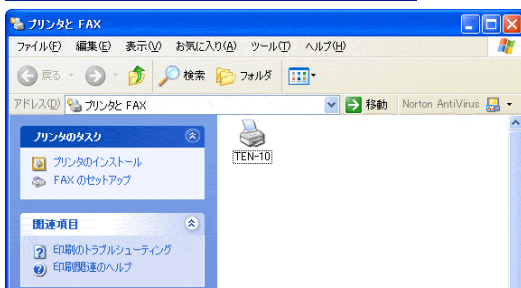 プリンタと FAX
ファイル(F) 編集(E) 表示(V) お気に入り(A) ツール(T) ヘルプ(H)
戻る 検索 フォルダ
アドレス(D) プリンタと FAX 移動 Norton AntiVirus
プリンタのタスク
プリンタのインストール
FAX のセットアップ
TEN-10
関連項目
印刷のトラブルシューティング
印刷関連のヘルプ